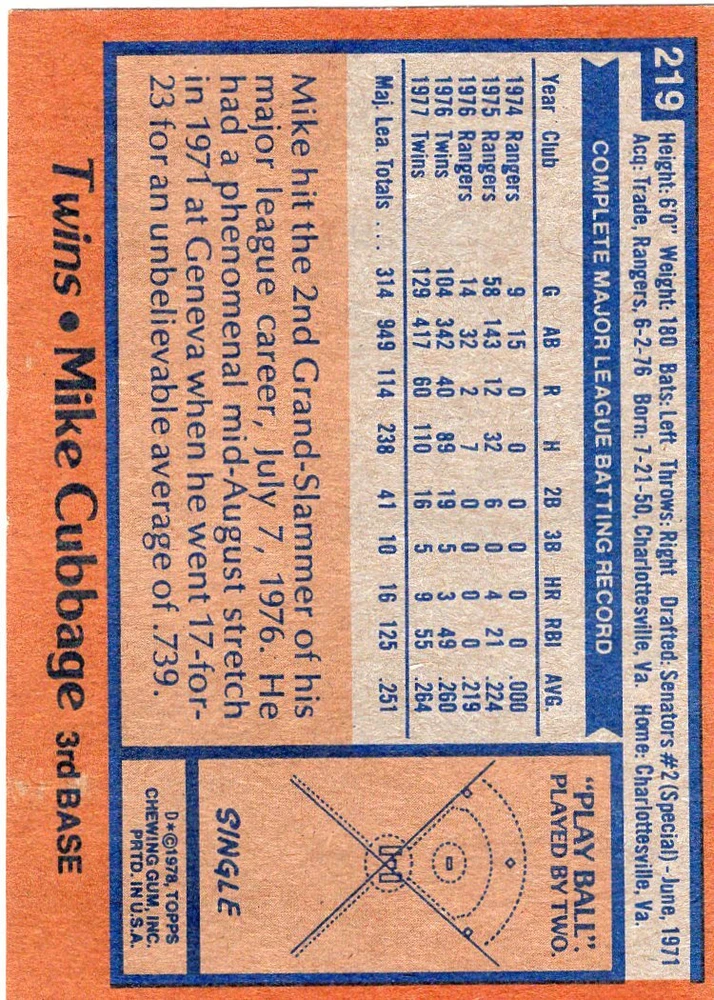 219
Height: 6'0" Weight: 180 Bats: Left Throws: Right Drafted: Senators #2 (Special) - June, 1971
Acq: Trade, Rangers, 6-2-76 Born: 7-21-50, Charlottesville, Va. Home: Charlottesville, Va.
COMPLETE MAJOR LEAGUE BATTING RECORD
Year Club G AB R H 2B 3B HR RBI AVG.
1974 Rangers 9 15 0 0 0 0 0 0 .000
1975 Rangers 58 143 12 32 6 0 4 21 .224
1976 Rangers 14 32 2 7 0 0 0 0 .219
1976 Twins 104 342 40 89 19 5 3 49 .260
1977 Twins 129 417 60 110 16 5 9 55 .264
Maj. Lea. Totals .... 314 949 114 238 41 10 16 125 .251
Mike hit the 2nd Grand-Slammer of his
major league career, July 7, 1976. He
had a phenomenal mid-August stretch
in 1971 at Geneva when he went 17-for-
23 for an unbelievable average of .739.
"PLAY BALL":
PLAYED BY TWO.
SINGLE
D*©1978, TOPPS
CHEWING GUM, INC.
PRTD. IN U.S.A.
Twins • Mike Cubbage 3rd BASE